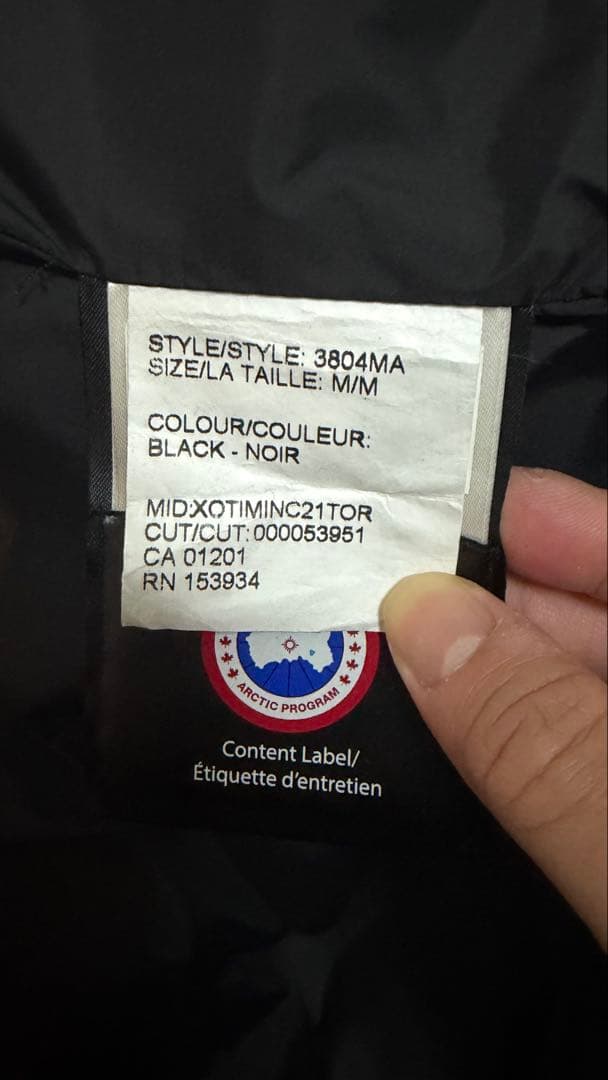 STYLE/STYLE: 3804MA
SIZE/LA TAILLE: M/M
COLOUR/COULEUR:
BLACK - NOIR
MID:XOTIMINC21TOR
CUT/CUT: 000053951
CA 01201
RN 153934
ARCTIC PROGRAM
Content Label/
Étiquette d'entretien